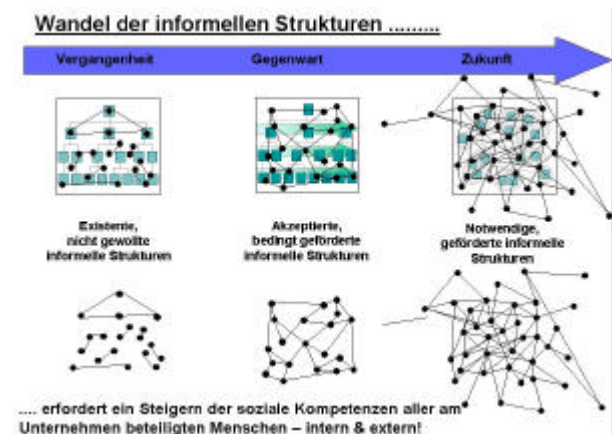 Wandel der informellen Strukturen .........
Vergangenheit Gegenwart Zukunft
Existente,
nicht gewollte
informelle Strukturen
Akzeptierte,
bedingt geförderte
informelle Strukturen
Notwendige,
geförderte informelle
Strukturen
.... erfordert ein Steigern der soziale Kompetenzen aller am
Unternehmen beteiligten Menschen – intern & extern!